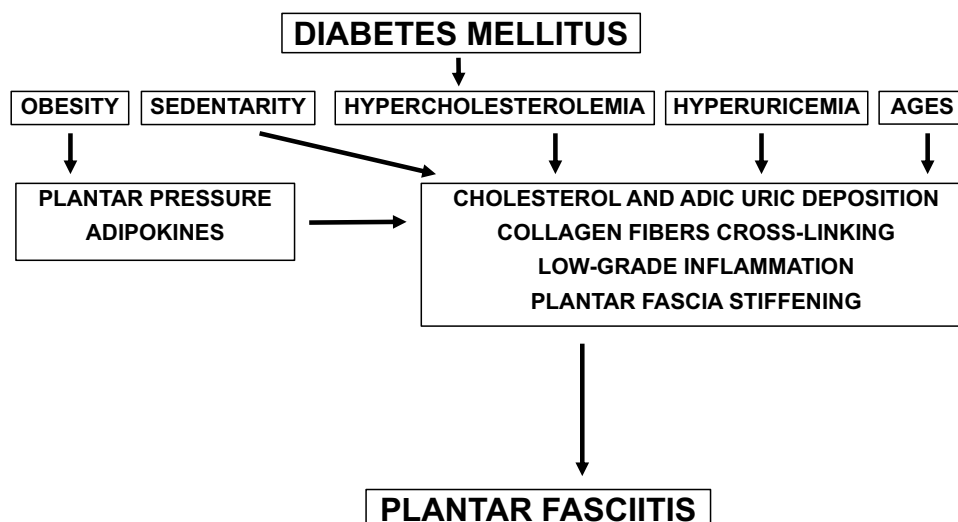 DIABETES MELLITUS
OBESITY
SEDENTARITY
HYPERCHOLESTEROLEMIA
HYPERURICEMIA
AGES
PLANTAR PRESSURE
ADIPOKINES
CHOLESTEROL AND ADIC URIC DEPOSITION
COLLAGEN FIBERS CROSS-LINKING
LOW-GRADE INFLAMMATION
PLANTAR FASCIA STIFFENING
PLANTAR FASCIITIS